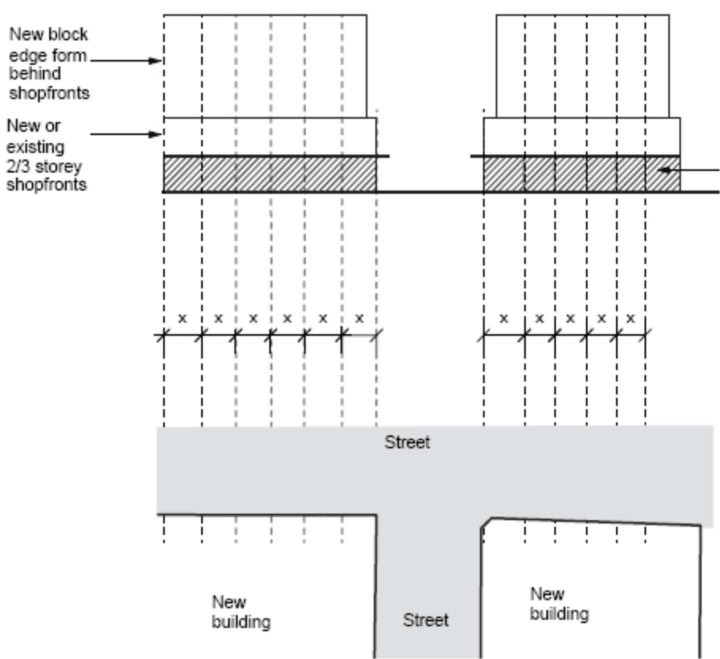 New block
edge form
behind
shopfronts
New or
existing
2/3 storey
shopfronts
x x x x x x
x x x x x
Street
New
building
Street
New
building